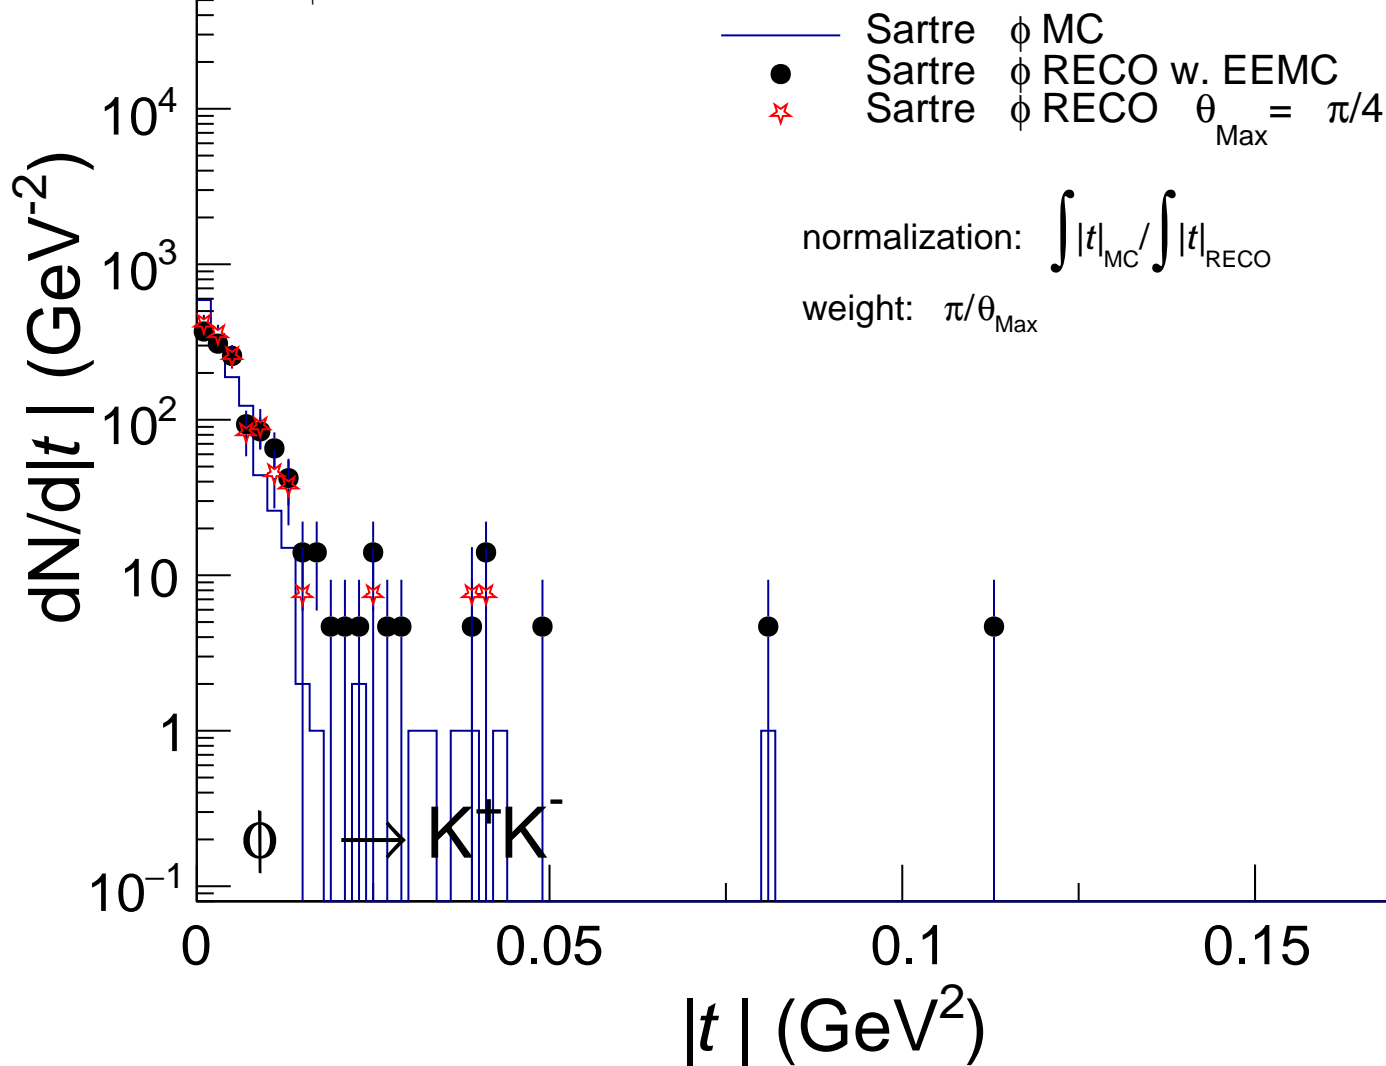 Sartre ϕ MC
Sartre ϕ RECO w. EEMC
Sartre ϕ RECO θ_Max = π/4
normalization: ∫|t|_MC/∫|t|_RECO
weight: π/θ_Max
dN/d|t | (GeV^-2)
10^4
10^3
10^2
10
1
10^−1
ϕ → K^+K^-
0 0.05 0.1 0.15
|t | (GeV^2)